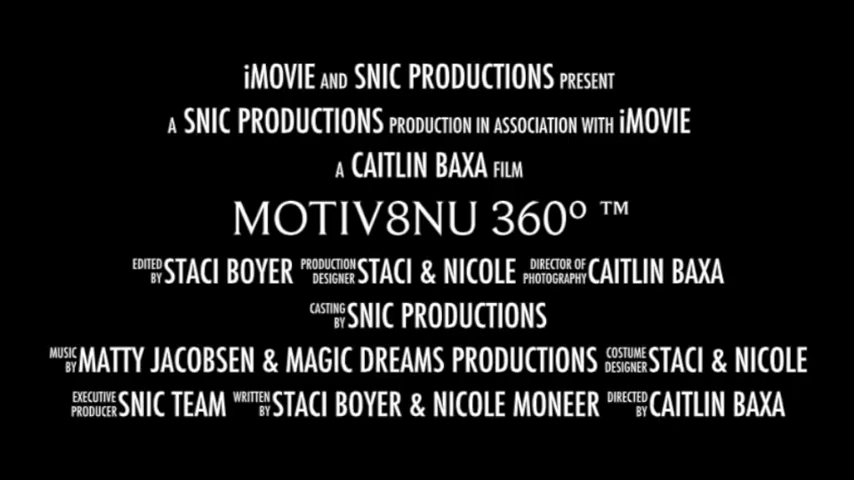 iMOVIE AND SNIC PRODUCTIONS PRESENT
A SNIC PRODUCTIONS PRODUCTION IN ASSOCIATION WITH iMOVIE
A CAITLIN BAXA FILM
MOTIV8NU 360º ™
EDITED BY STACI BOYER PRODUCTION DESIGNER STACI & NICOLE DIRECTOR OF PHOTOGRAPHY CAITLIN BAXA
CASTING BY SNIC PRODUCTIONS
MUSIC BY MATTY JACOBSEN & MAGIC DREAMS PRODUCTIONS COSTUME DESIGNER STACI & NICOLE
EXECUTIVE PRODUCER SNIC TEAM WRITTEN BY STACI BOYER & NICOLE MONEER DIRECTED BY CAITLIN BAXA